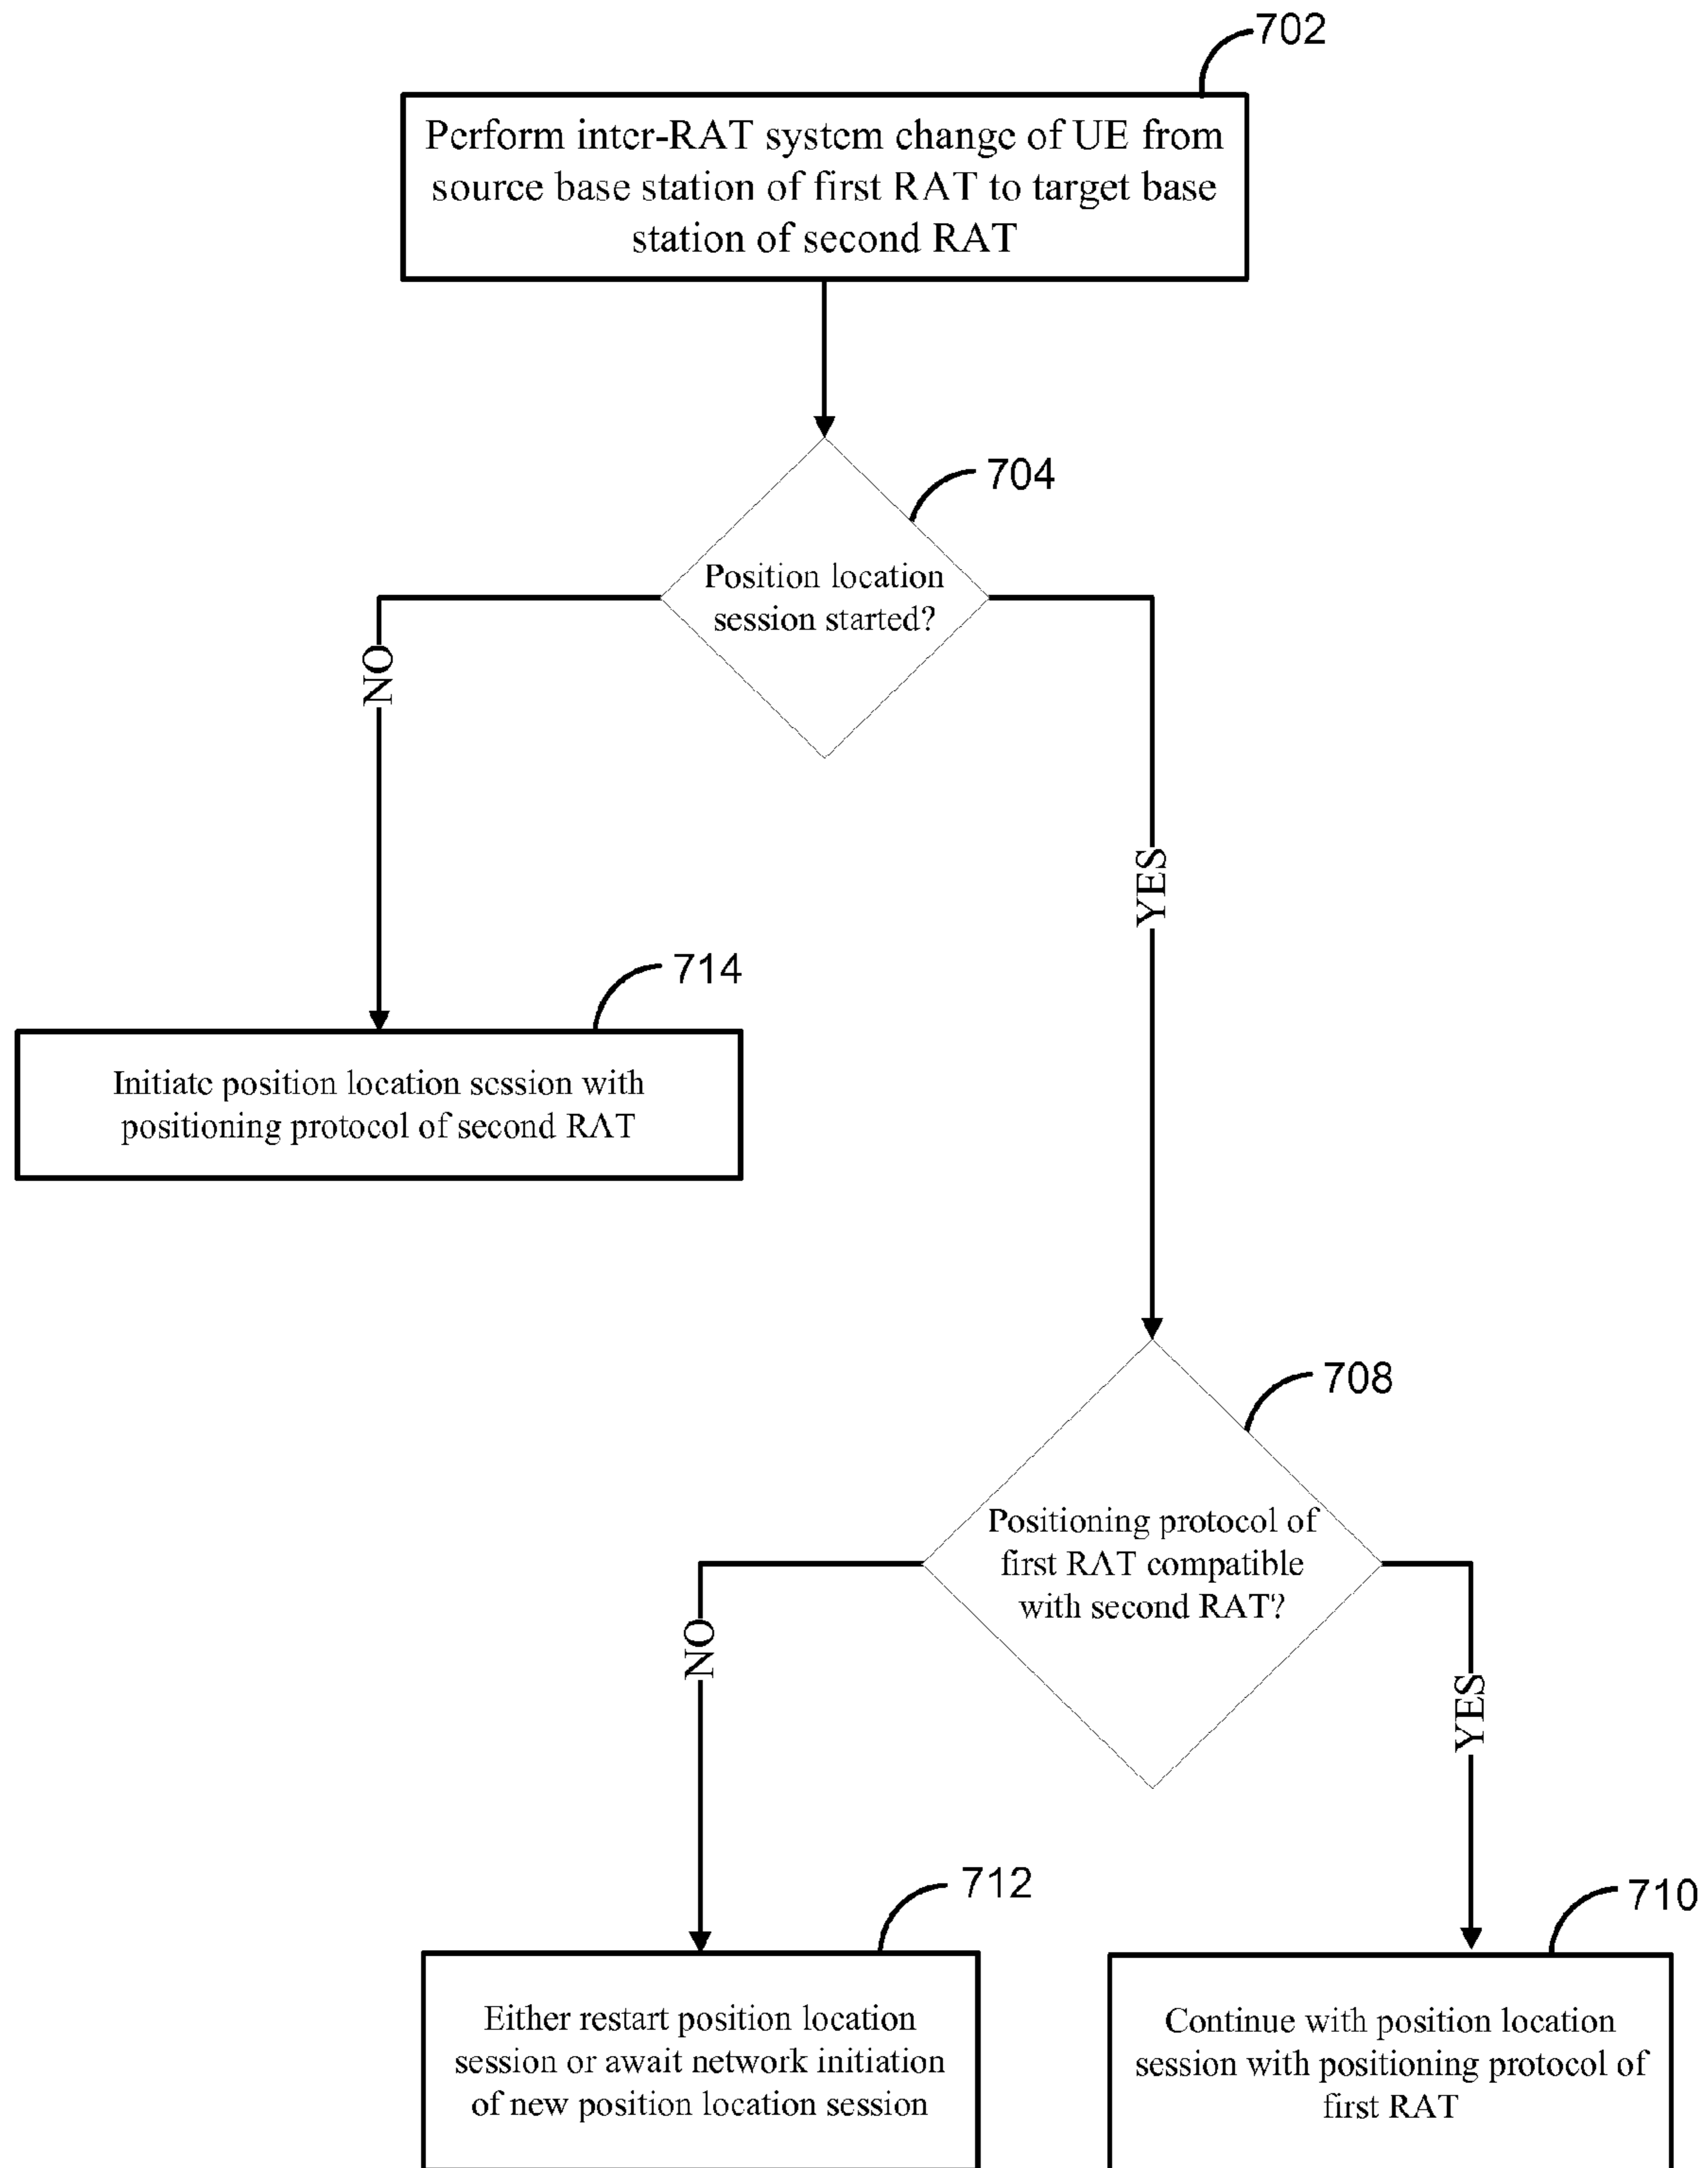 702
Perform inter-RAT system change of UE from
source base station of first RAT to target base
station of second RAT
704
Position location
session started?
NO
YES
714
Initiate position location session with
positioning protocol of second RAT
708
Positioning protocol of
first RAT compatible
with second RAT?
NO
YES
712
Either restart position location
session or await network initiation
of new position location session
710
Continue with position location
session with positioning protocol of
first RAT